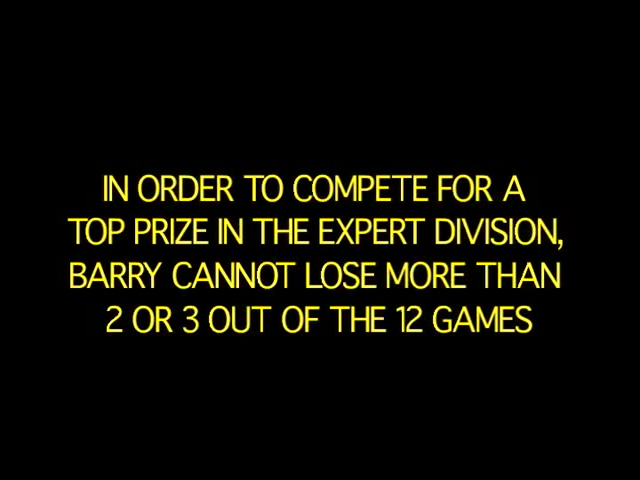 IN ORDER TO COMPETE FOR A
TOP PRIZE IN THE EXPERT DIVISION,
BARRY CANNOT LOSE MORE THAN
2 OR 3 OUT OF THE 12 GAMES